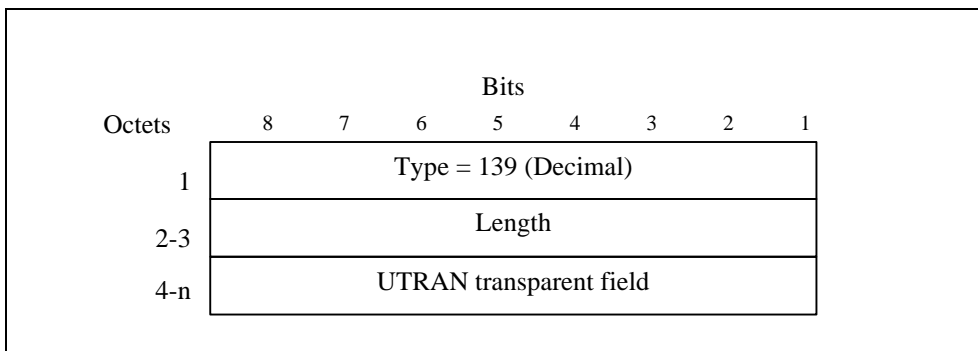 Bits
Octets 8 7 6 5 4 3 2 1
1 Type = 139 (Decimal)
2-3 Length
4-n UTRAN transparent field